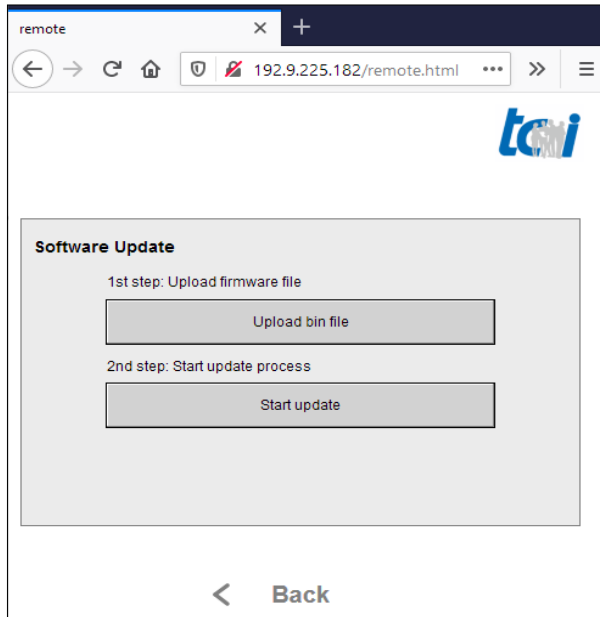 remote
192.9.225.182/remote.html
tci
Software Update
1st step: Upload firmware file
Upload bin file
2nd step: Start update process
Start update
Back